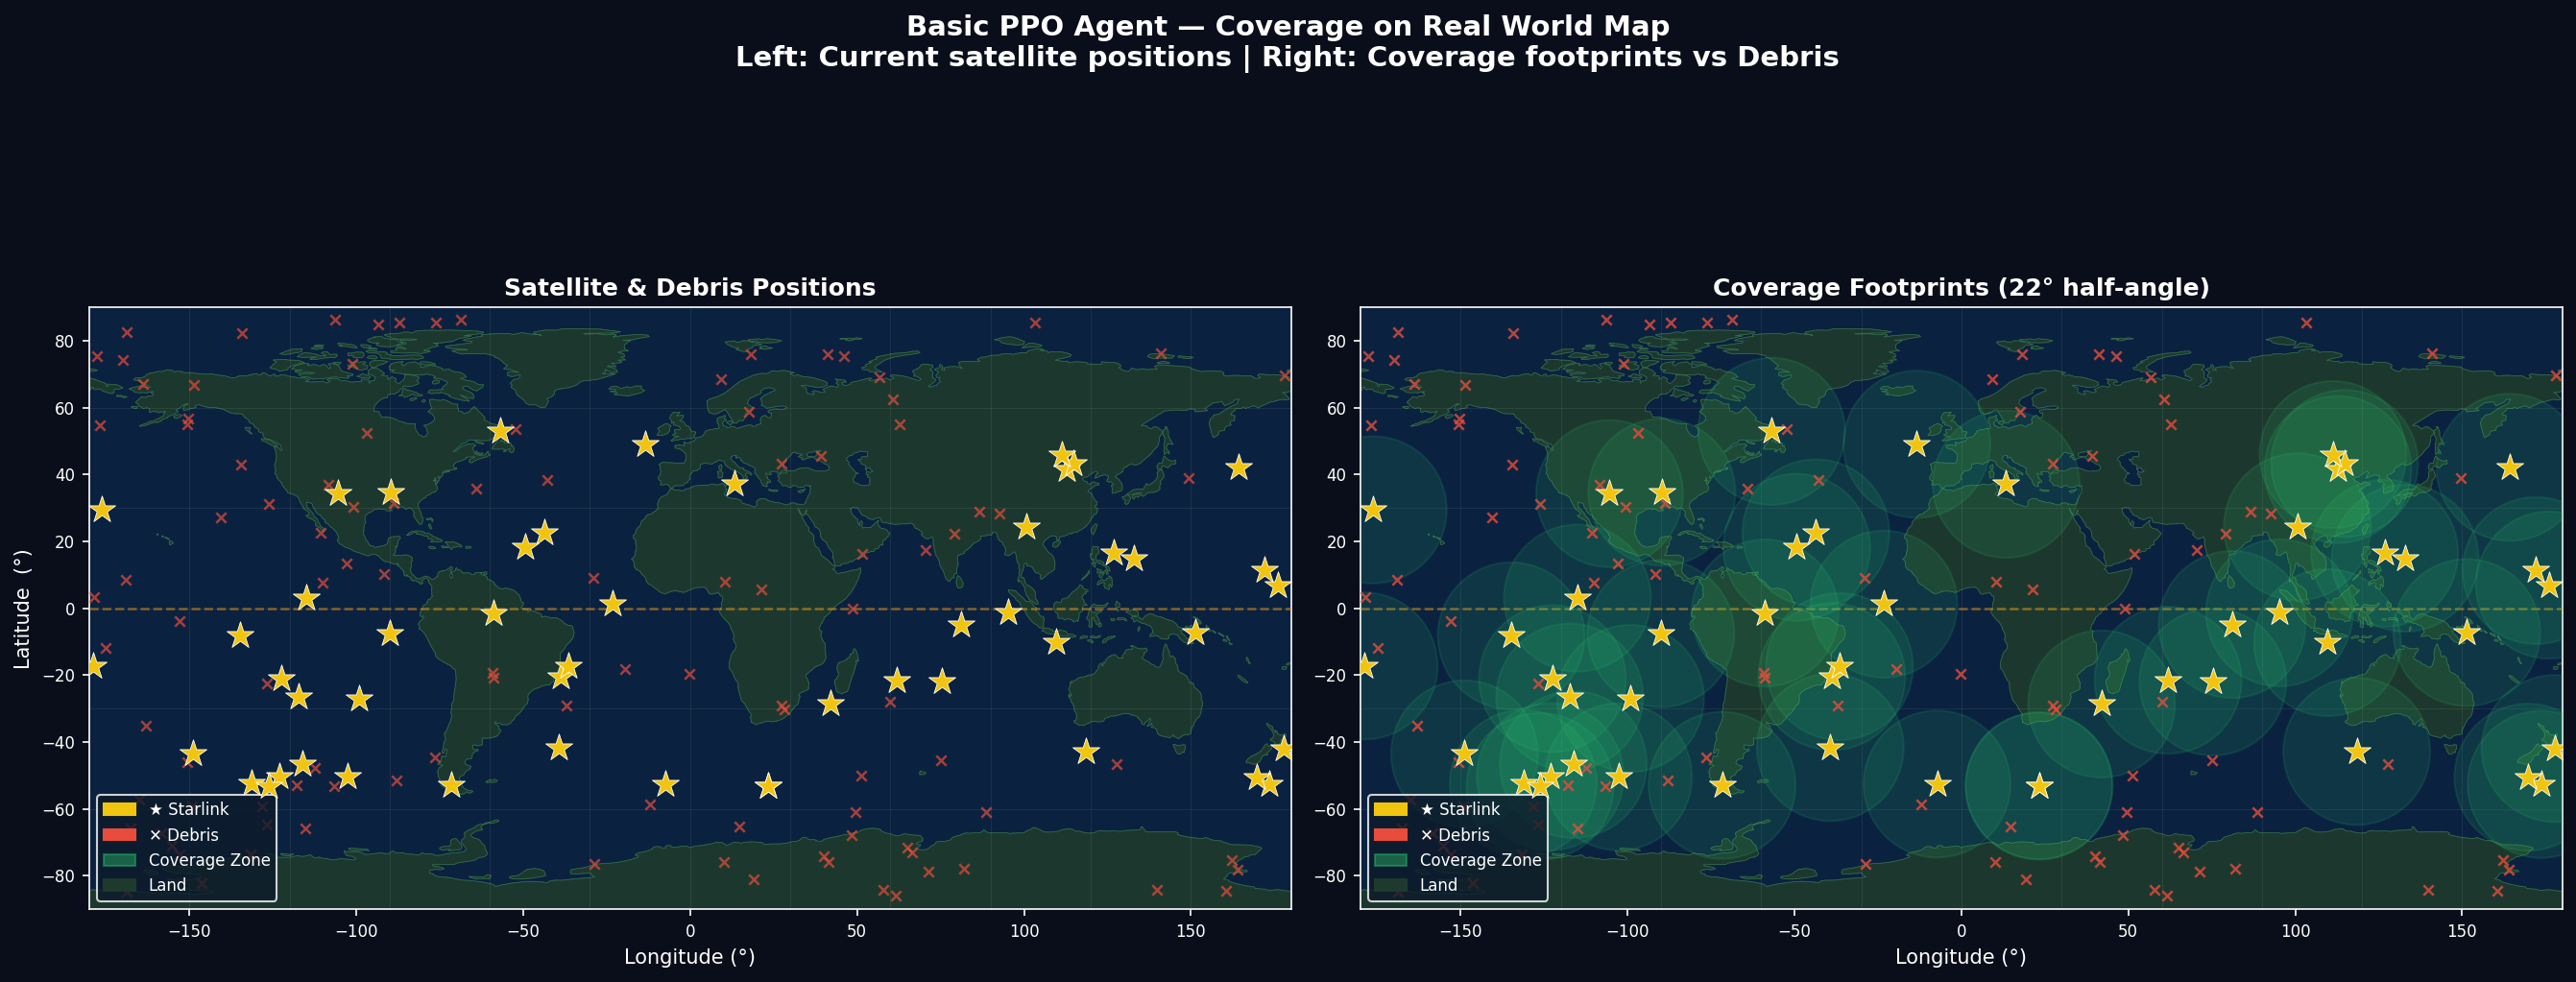 Basic PPO Agent — Coverage on Real World Map
Left: Current satellite positions | Right: Coverage footprints vs Debris
Satellite & Debris Positions
80
60
40
20
0
−20
−40
−60
−80
Latitude (°)
★ Starlink
✕ Debris
Coverage Zone
Land
−150
−100
−50
0
50
100
150
Longitude (°)
Coverage Footprints (22° half-angle)
80
60
40
20
0
−20
−40
−60
−80
★ Starlink
✕ Debris
Coverage Zone
Land
−150
−100
−50
0
50
100
150
Longitude (°)